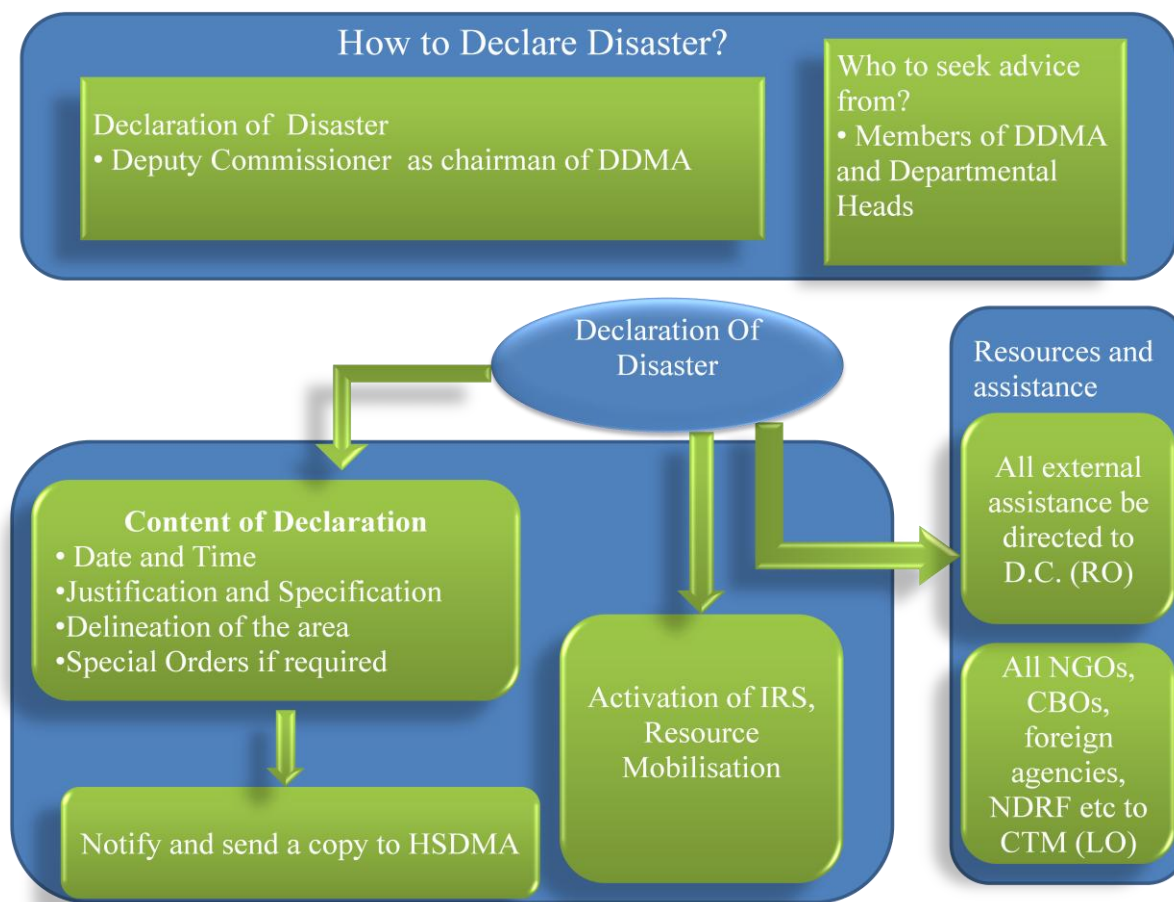 How to Declare Disaster?
Declaration of  Disaster
• Deputy Commissioner  as chairman of DDMA
Who to seek advice
from?
• Members of DDMA
and Departmental
Heads
Declaration Of
Disaster
Content of Declaration
• Date and Time
•Justification and Specification
•Delineation of the area
•Special Orders if required
Notify and send a copy to HSDMA
Activation of IRS,
Resource
Mobilisation
Resources and
assistance
All external
assistance be
directed to
D.C. (RO)
All NGOs,
CBOs,
foreign
agencies,
NDRF etc to
CTM (LO)